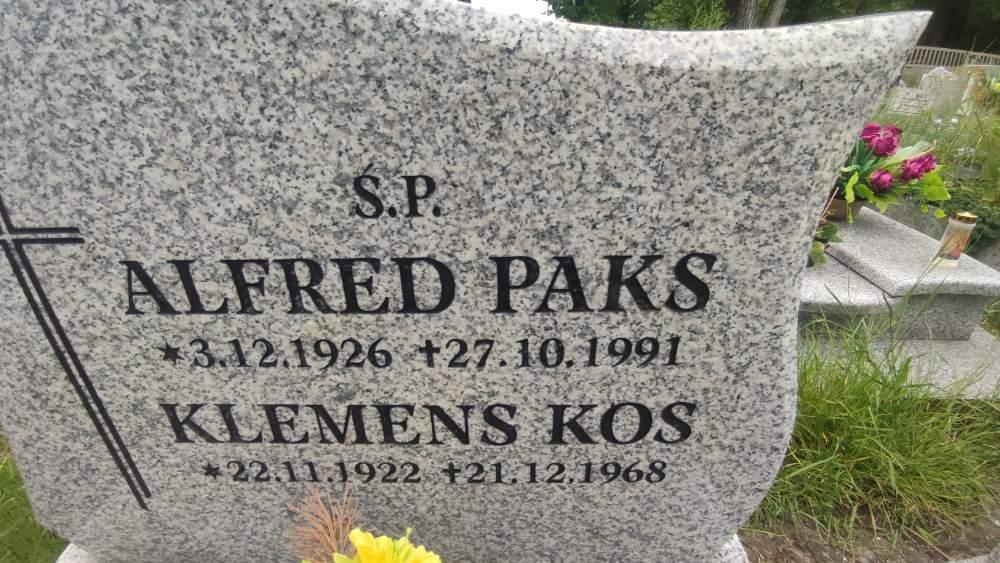 Ś.P.
ALFRED PAKS
★3.12.1926 ✝27.10.1991
KLEMENS KOS
★22.11.1922 ✝21.12.1968